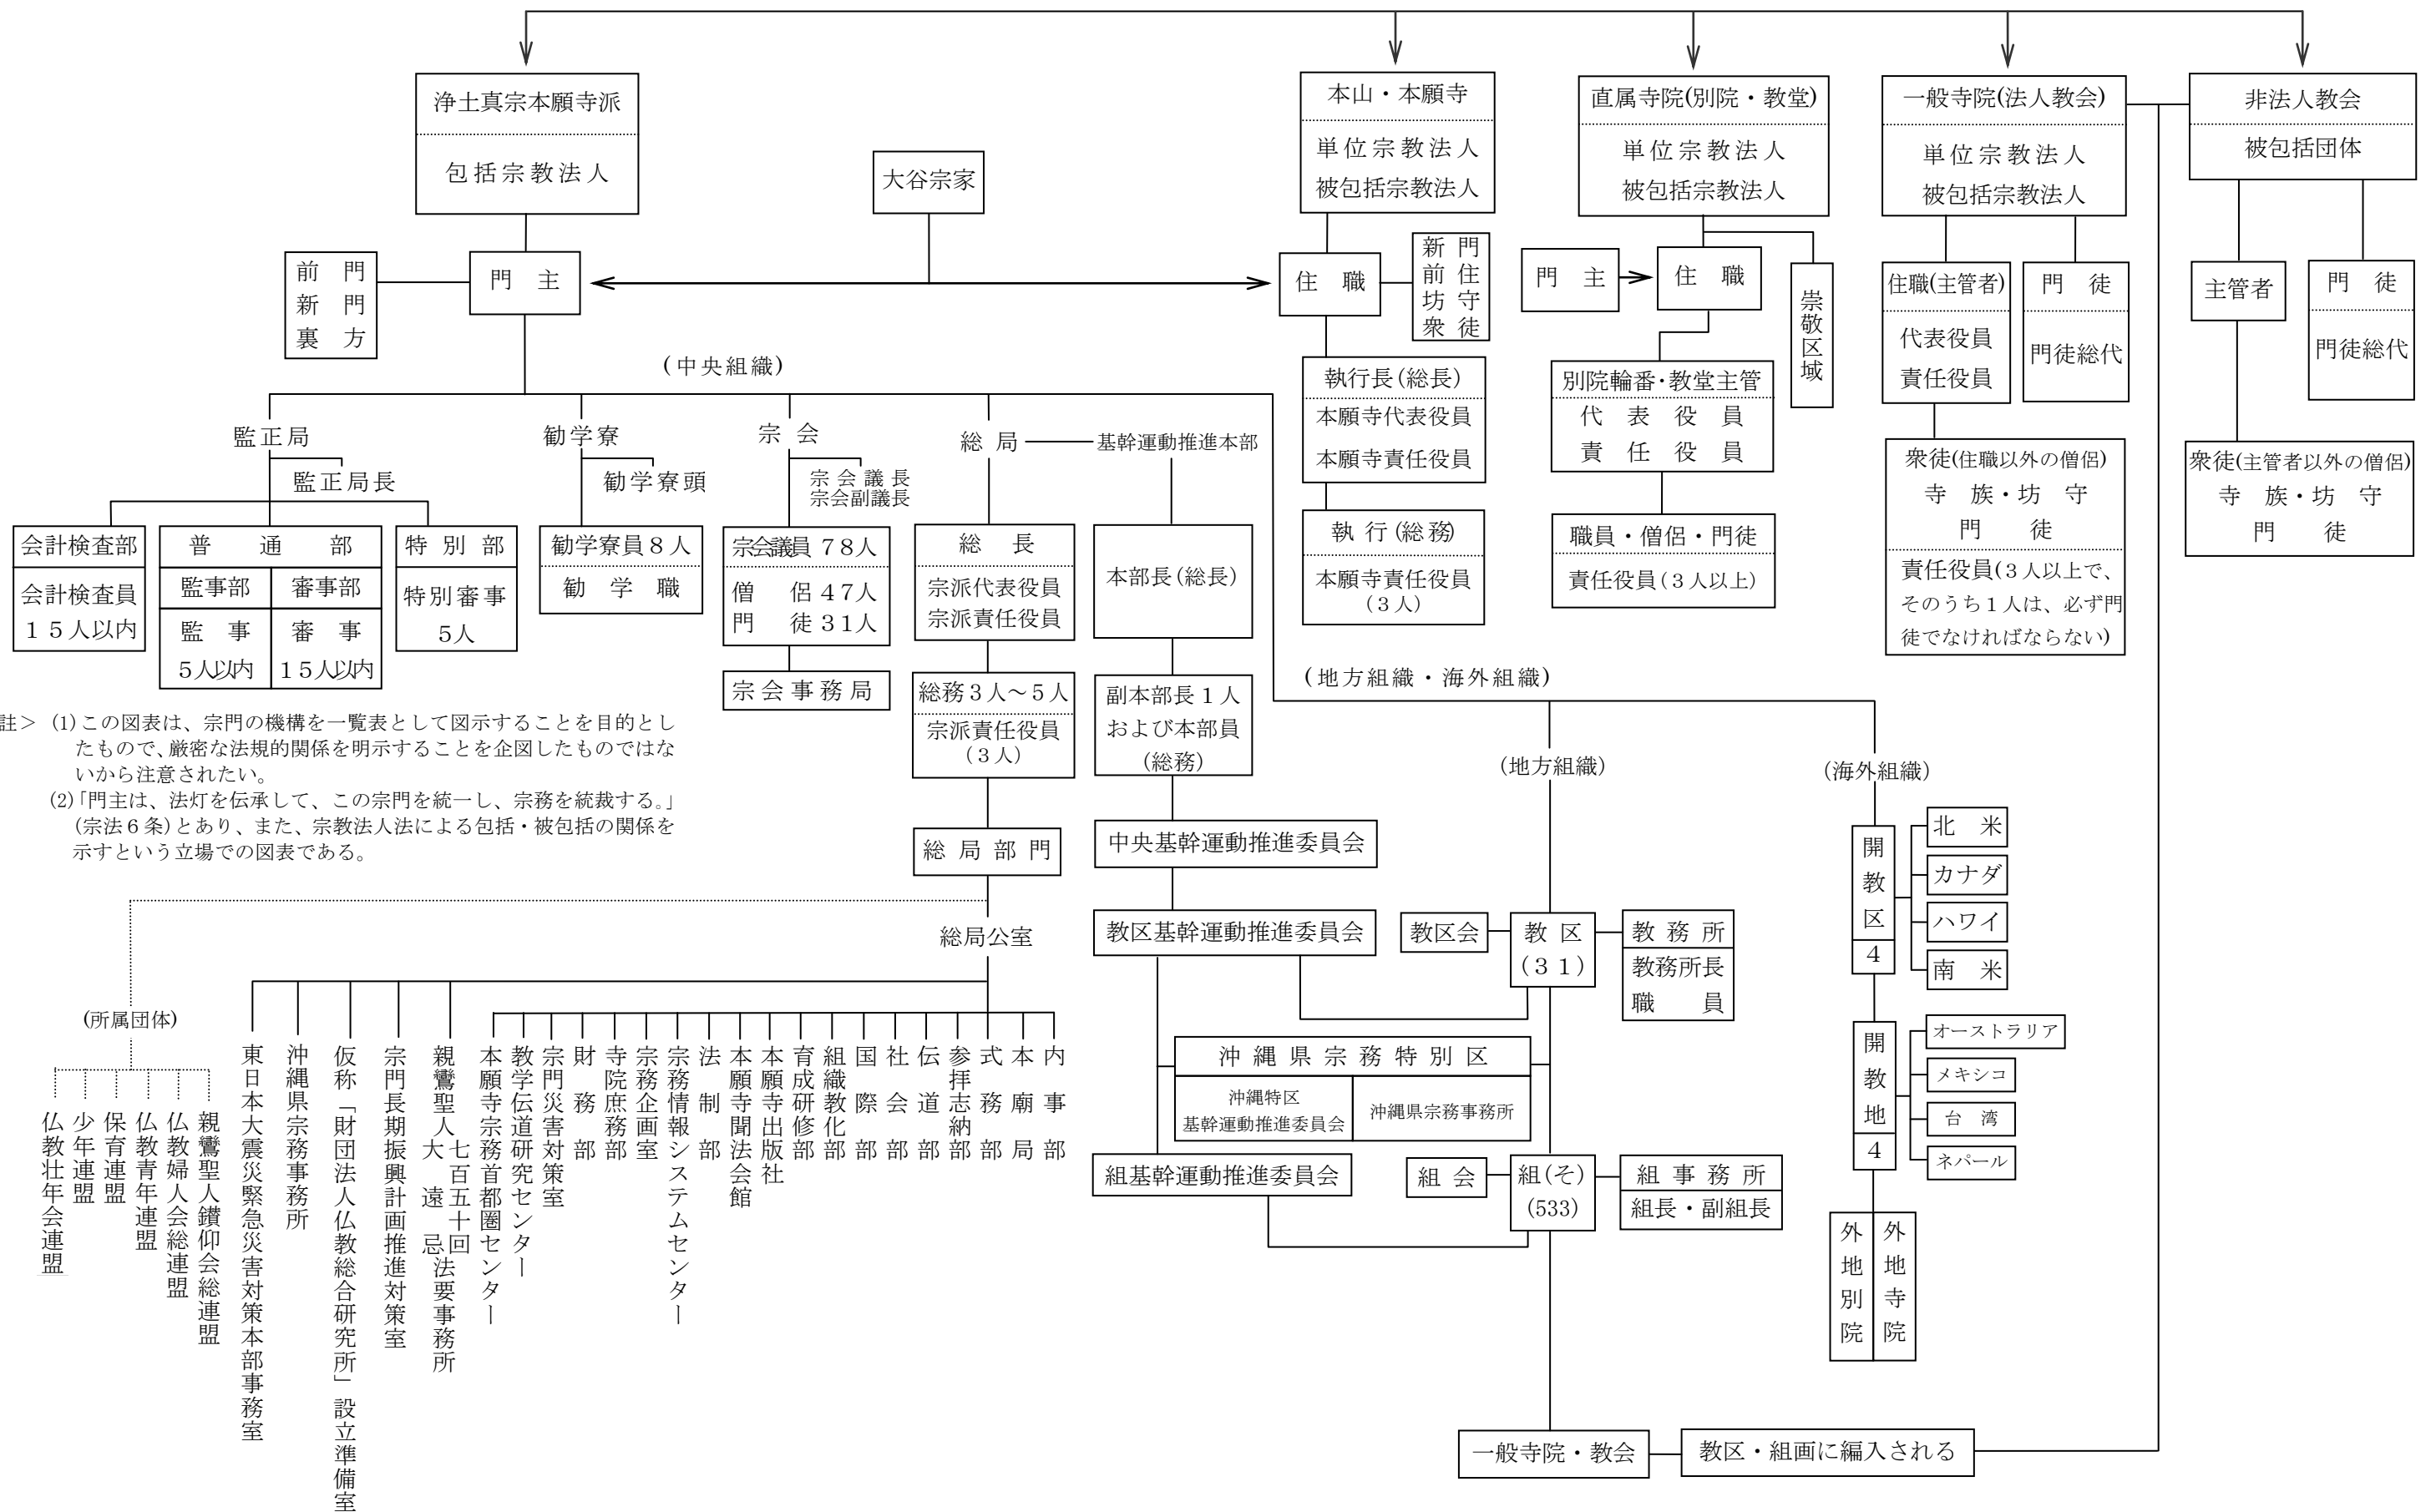 浄土真宗本願寺派
包括宗教法人
大谷宗家
本山・本願寺
単位宗教法人
被包括宗教法人
直属寺院(別院・教堂)
単位宗教法人
被包括宗教法人
一般寺院(法人教会)
単位宗教法人
被包括宗教法人
非法人教会
被包括団体
前 門
新 門
裏 方
門 主
住 職
新 門
前 住
坊 守
衆 徒
門 主
住 職
崇敬区域
住職(主管者)
代表役員
責任役員
門 徒
門徒総代
主管者
門 徒
門徒総代
(中央組織)
執行長(総長)
本願寺代表役員
本願寺責任役員
別院輪番・教堂主管
代 表 役 員
責 任 役 員
監正局
監正局長
勧学寮
勧学寮頭
宗 会
宗会議長
宗会副議長
総 局
基幹運動推進本部
衆徒(住職以外の僧侶)
寺 族・坊 守
門 徒
責任役員(3人以上で、
そのうち1人は、必ず門
徒でなければならない)
衆徒(主管者以外の僧侶)
寺 族・坊 守
門 徒
会計検査部
会計検査員
15人以内
普 通 部
監事部
審事部
監 事
5人以内
審 事
15人以内
特 別 部
特別審事
5人
勧学寮員8人
勧 学 職
宗会議員 78人
僧 侶47人
門 徒31人
宗会事務局
総 長
宗派代表役員
宗派責任役員
本部長(総長)
執 行(総務)
本願寺責任役員
(3人)
職員・僧侶・門徒
責任役員(3人以上)
総務3人～5人
宗派責任役員
(3人)
副本部長1人
および本部員
(総務)
(地方組織・海外組織)
註＞ (1)この図表は、宗門の機構を一覧表として図示することを目的とし
たもので、厳密な法規的関係を明示することを企図したものではな
いから注意されたい。
(2)「門主は、法灯を伝承して、この宗門を統一し、宗務を統裁する。」
(宗法6条)とあり、また、宗教法人法による包括・被包括の関係を
示すという立場での図表である。
(地方組織)
(海外組織)
総局部門
中央基幹運動推進委員会
教区基幹運動推進委員会
教区会
教 区
(31)
教 務 所
教務所長
職 員
開教区
4
北 米
カナダ
ハワイ
南 米
総局公室
(所属団体)
沖縄県宗務特別区
沖縄特区
基幹運動推進委員会
沖縄県宗務事務所
開教地
4
オーストラリア
メキシコ
台 湾
ネパール
組基幹運動推進委員会
組 会
組(そ)
(533)
組 事 務 所
組長・副組長
外地別院
外地寺院
仏教壮年会連盟
少年連盟
保育連盟
仏教青年連盟
仏教婦人会総連盟
親鸞聖人鑽仰会総連盟
東日本大震災緊急災害対策本部事務室
沖縄県宗務事務所
仮称「財団法人仏教総合研究所」設立準備室
宗門長期振興計画推進対策室
親鸞聖人
七百五十回
大 遠 忌
法要事務所
本願寺宗務首都圏センター
教学伝道研究センター
宗門災害対策室
財 務 部
寺院庶務部
宗務企画室
宗務情報システムセンター
法 制 部
本願寺聞法会館
本願寺出版社
育成研修部
組織教化部
国 際 部
社 会 部
伝 道 部
参拝志納部
式 務 部
本 廟 局
内 事 部
一般寺院・教会
教区・組画に編入される